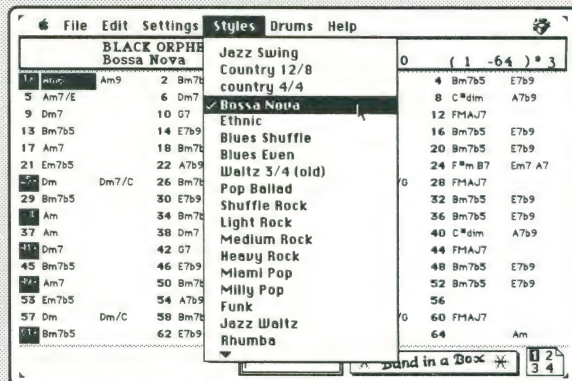 File Edit Settings Styles Drums Help
BLACK ORPHE
Bossa Nova 0 ( 1 -64 )* 3
Am9 2 Bm7b 4 Bm7b5 E7b9
5 Am7/E 6 Dm7 8 C#dim A7b9
9 Dm7 10 G7 12 FMAJ7
13 Bm7b5 14 E7b9 16 Bm7b5 E7b9
17 Am7 18 Bm7b 20 Bm7b5 E7b9
21 Em7b5 22 A7b9 24 F#m B7 Em7 A7
Dm Dm7/C 26 Bm7b /G 28 FMAJ7
29 Bm7b5 30 E7b9 32 Bm7b5 E7b9
Am 34 Bm7b 36 Bm7b5 E7b9
37 Am 38 Dm7 40 C#dim A7b9
Dm7 42 G7 44 FMAJ7
45 Bm7b5 46 E7b9 48 Bm7b5 E7b9
Am7 50 Bm7b 52 Bm7b5 E7b9
53 Em7b5 54 A7b9 56
57 Dm Dm/C 58 Bm7b /G 60 FMAJ7
Bm7b5 62 E7b9 64 Am
Jazz Swing
Country 12/8
country 4/4
✓ Bossa Nova
Ethnic
Blues Shuffle
Blues Even
Waltz 3/4 (old)
Pop Ballad
Shuffle Rock
Light Rock
Medium Rock
Heavy Rock
Miami Pop
Milly Pop
Funk
Jazz Waltz
Rhumba
Band in a Box
1 2
3 4